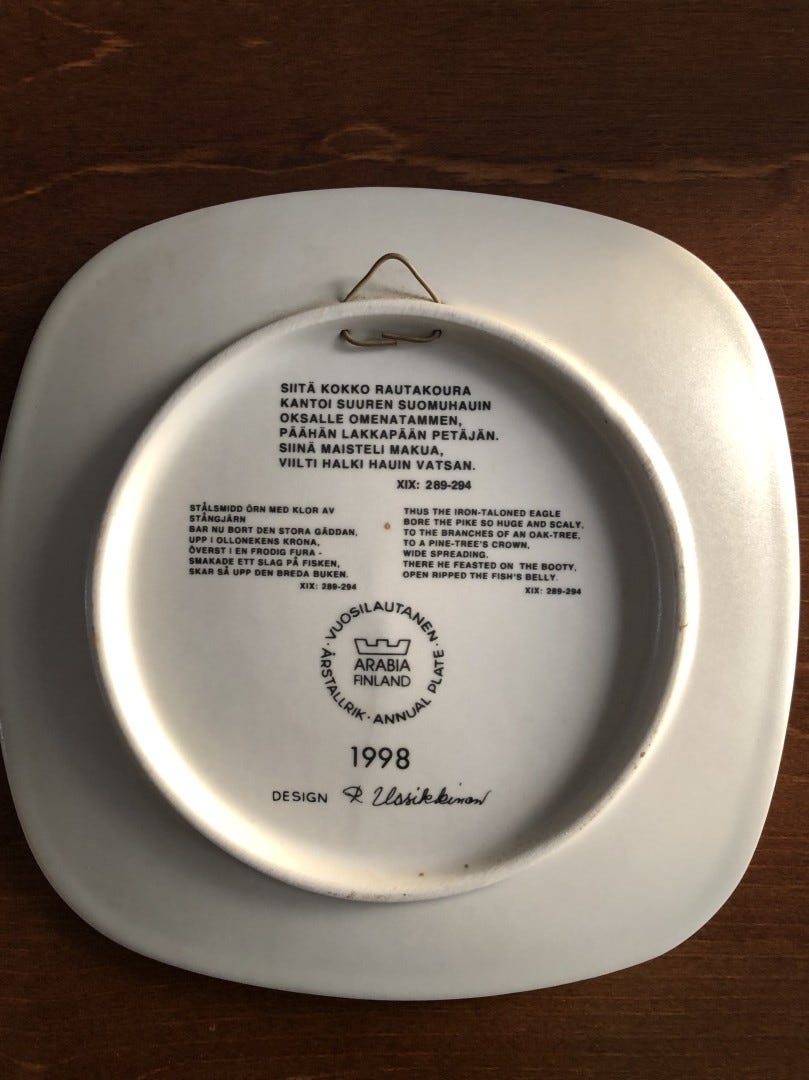 SIITÄ KOKKO RAUTAKOURA
KANTOI SUUREN SUOMUHAUIN
OKSALLE OMENATAMMEN,
PÄÄHÄN LAKKAPÄÄN PETÄJÄN.
SIINÄ MAISTELI MAKUA,
VIILTI HALKI HAUIN VATSAN.
XIX: 289-294
STÅLSMIDD ÖRN MED KLOR AV
STÅNGJÄRN
BAR NU BORT DEN STORA GÄDDAN,
UPP I OLLONEKENS KRONA,
ÖVERST I EN FRODIG FURA -
SMAKADE ETT SLAG PÅ FISKEN,
SKAR SÅ UPP DEN BREDA BUKEN.
XIX: 289-294
THUS THE IRON-TALONED EAGLE
BORE THE PIKE SO HUGE AND SCALY,
TO THE BRANCHES OF AN OAK-TREE,
TO A PINE-TREE'S CROWN,
WIDE SPREADING.
THERE HE FEASTED ON THE BOOTY,
OPEN RIPPED THE FISH'S BELLY.
XIX: 289-294
· VUOSILAUTANEN ·
ARABIA
FINLAND
ÅRSTALLRIK · ANNUAL PLATE
1998
DESIGN R Uosikkinen